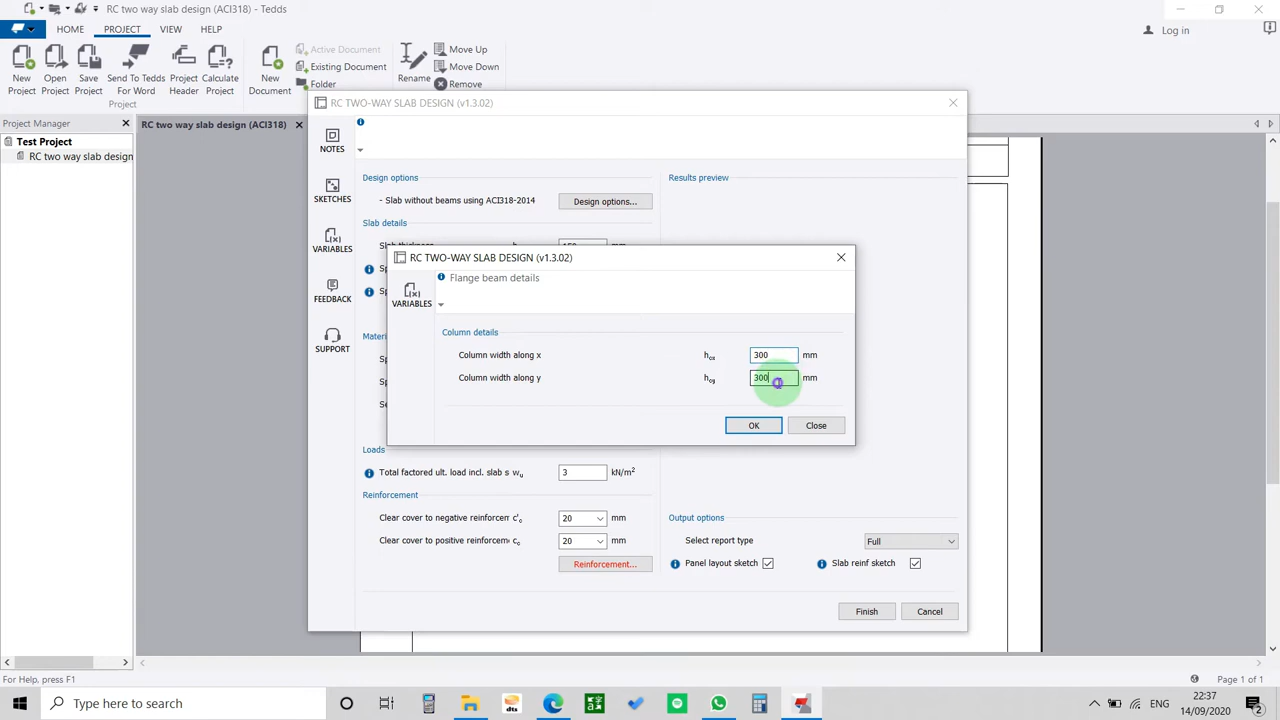 RC two way slab design (ACI318) - Tedds
HOME
PROJECT
VIEW
HELP
Log in
New Project
Open Project
Save Project
Send To Tedds For Word
Project Header
Calculate Project
New Document
Active Document
Existing Document
Folder
Rename
Move Up
Move Down
Remove
Project
Project Manager
Test Project
RC two way slab design
RC two way slab design (ACI318)
RC TWO-WAY SLAB DESIGN (v1.3.02)
NOTES
SKETCHES
VARIABLES
FEEDBACK
SUPPORT
Design options
- Slab without beams using ACI318-2014
Design options...
Slab details
Results preview
RC TWO-WAY SLAB DESIGN (v1.3.02)
VARIABLES
Flange beam details
Column details
Column width along x hcx 300 mm
Column width along y hcy 300 mm
OK
Close
Loads
Total factored ult. load incl. slab s wu 3 kN/m2
Reinforcement
Clear cover to negative reinforcem c'c 20 mm
Clear cover to positive reinforceme cc 20 mm
Reinforcement...
Output options
Select report type Full
Panel layout sketch
Slab reinf sketch
Finish
Cancel
For Help, press F1
Page 1 of 1
Type here to search
dts
22:37
14/09/2020
2